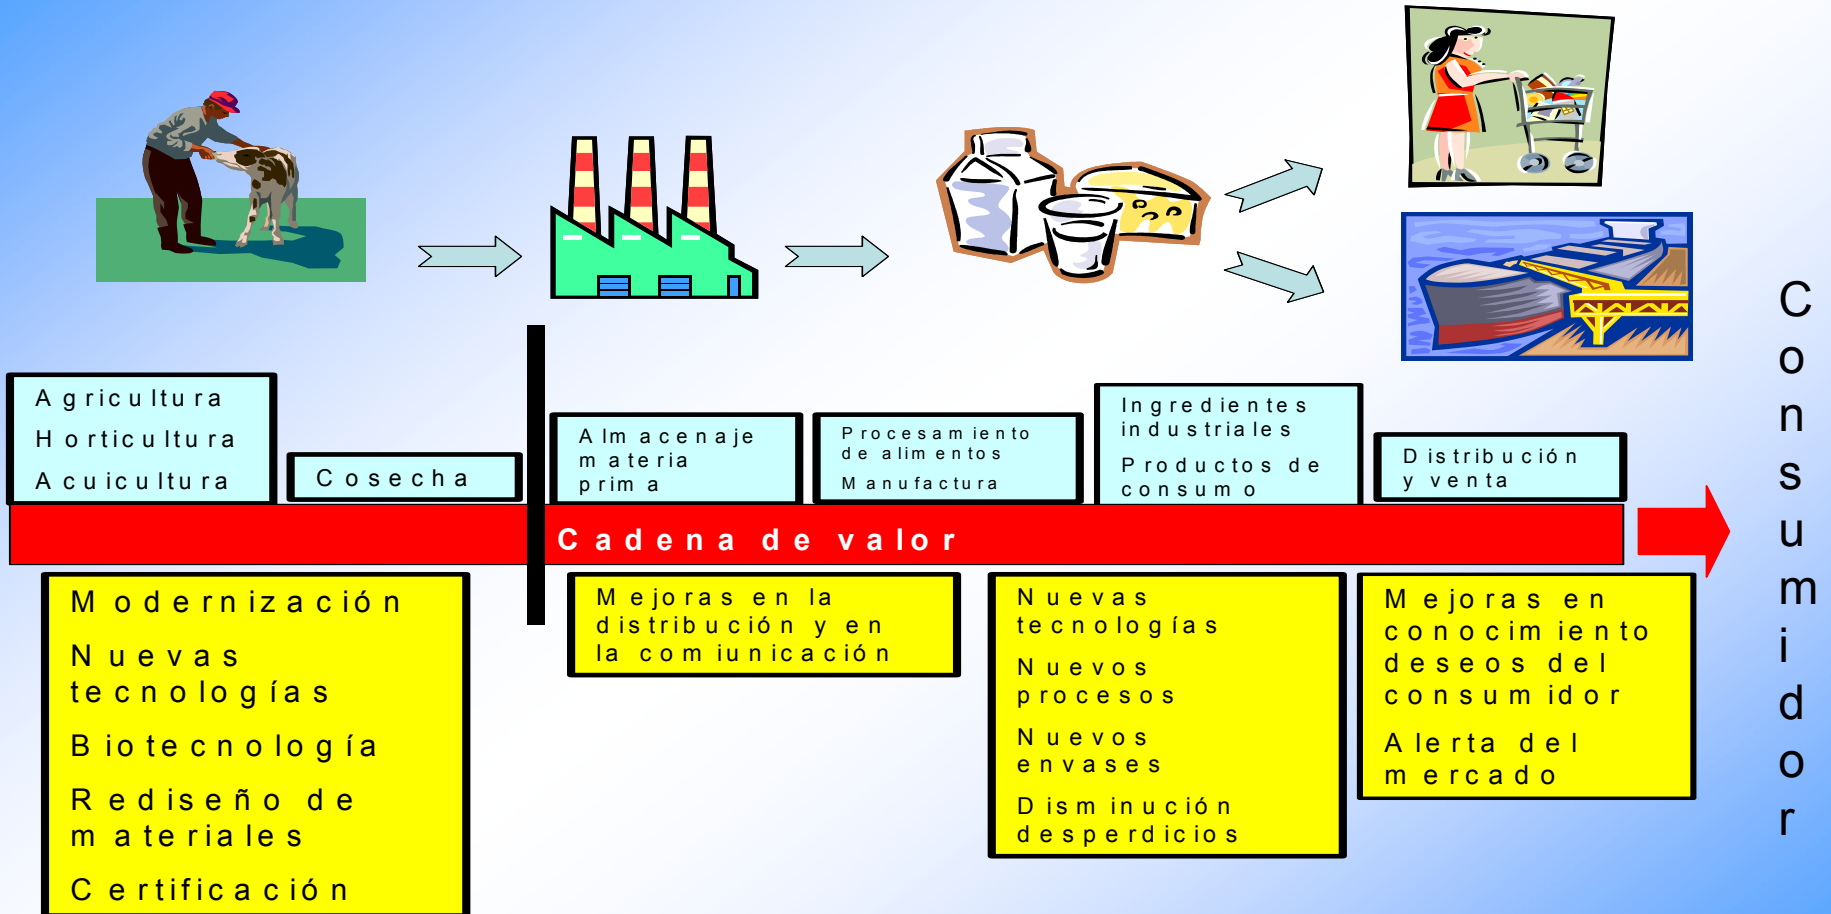 Agricultura
Horticultura
Acuicultura
Cosecha
Almacenaje
materia
prima
Procesamiento
de alimentos
Manufactura
Ingredientes
industriales
Productos de
consumo
Distribución
y venta
Cadena de valor
Modernización
Nuevas
tecnologías
Biotecnología
Rediseño de
materiales
Certificación
Mejoras en la
distribución y en
la comiunicación
Nuevas
tecnologías
Nuevos
procesos
Nuevos
envases
Disminución
desperdicios
Mejoras en
conocimiento
deseos del
consumidor
Alerta del
mercado
Consumidor